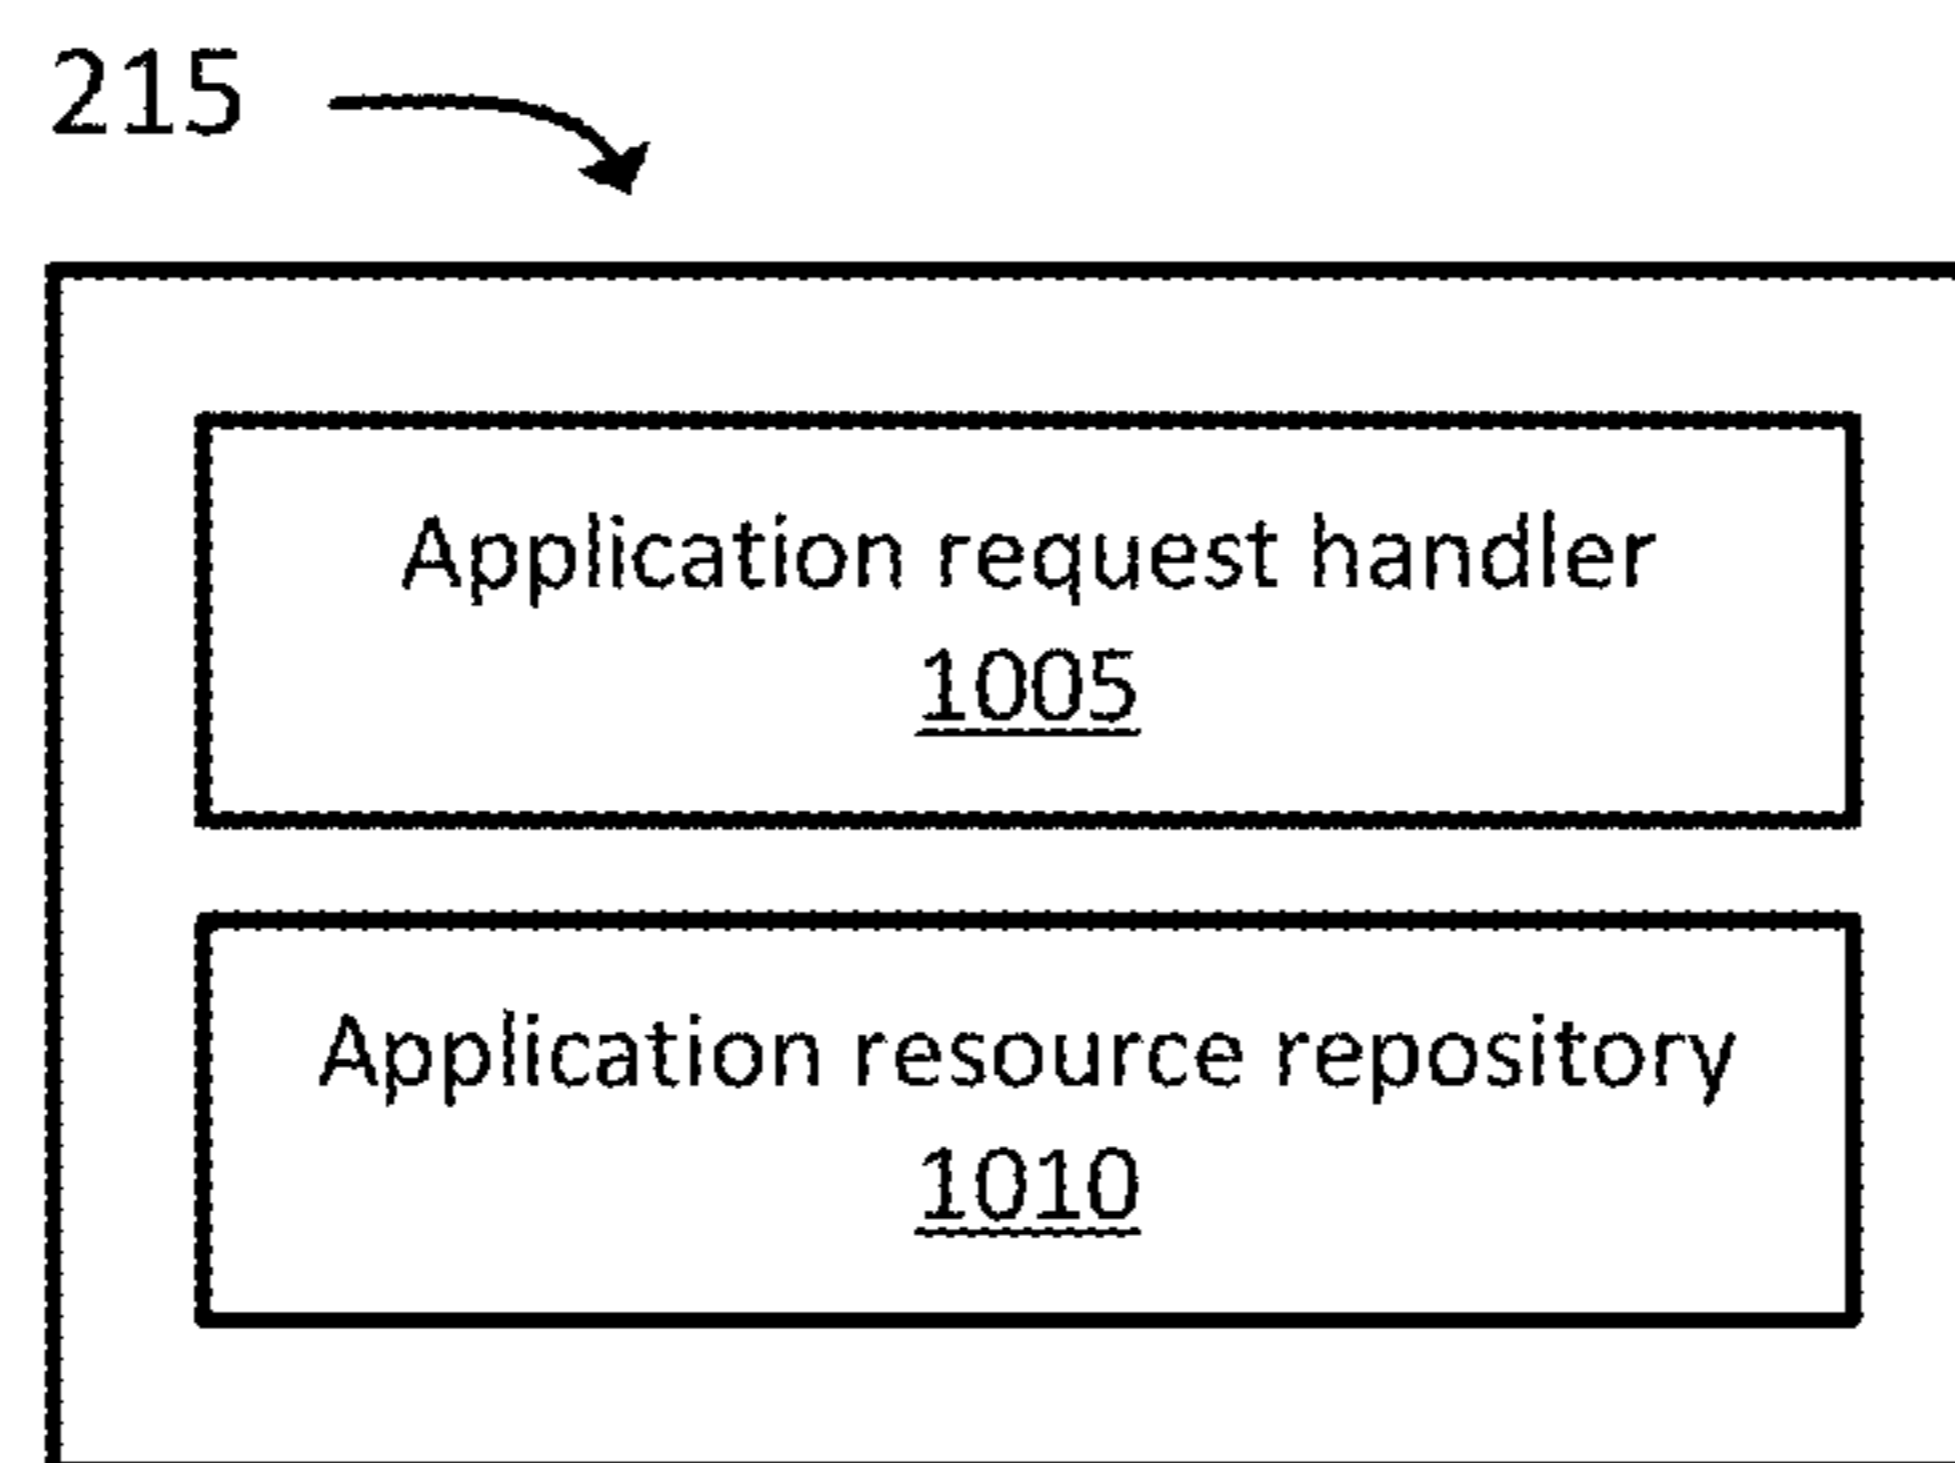 215
Application request handler
1005
Application resource repository
1010